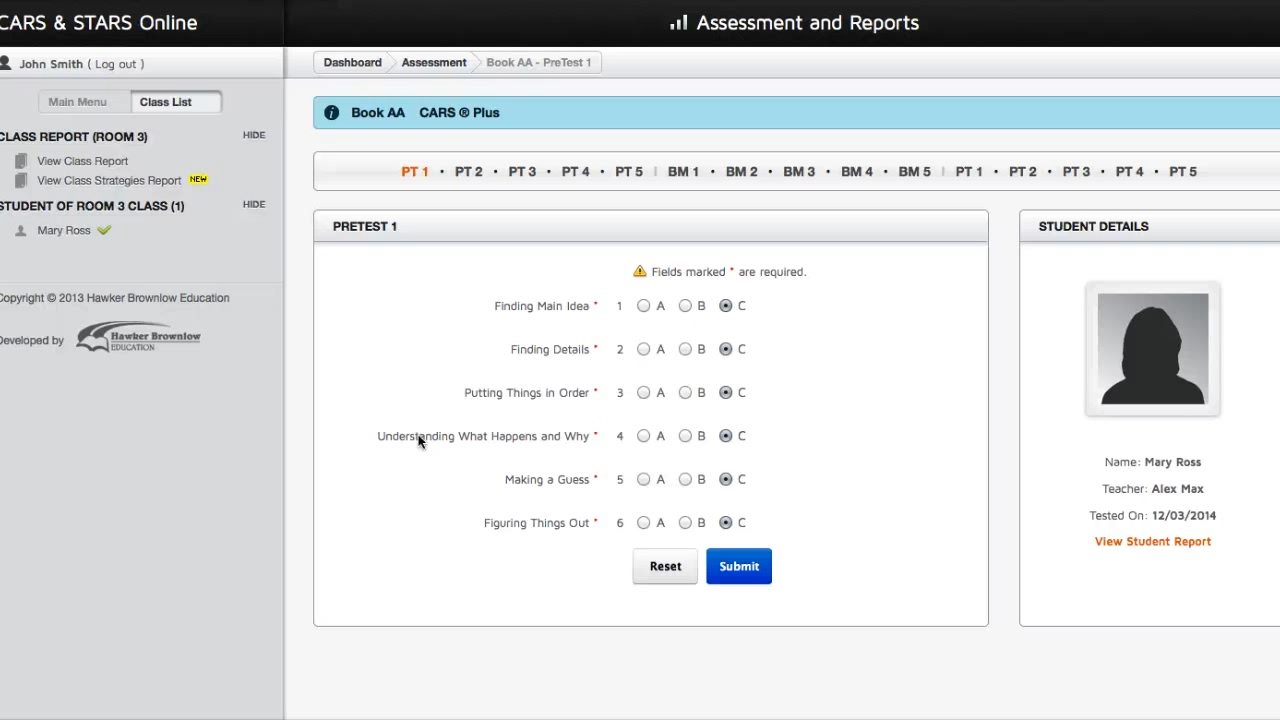 CARS & STARS Online
Assessment and Reports
John Smith ( Log out )
Main Menu Class List
CLASS REPORT (ROOM 3) HIDE
View Class Report
View Class Strategies Report NEW
STUDENT OF ROOM 3 CLASS (1) HIDE
Mary Ross
Copyright © 2013 Hawker Brownlow Education
Developed by Hawker Brownlow
EDUCATION
Dashboard Assessment Book AA - PreTest 1
Book AA CARS ® Plus
PT 1 • PT 2 • PT 3 • PT 4 • PT 5 | BM 1 • BM 2 • BM 3 • BM 4 • BM 5 | PT 1 • PT 2 • PT 3 • PT 4 • PT 5
PRETEST 1
Fields marked * are required.
Finding Main Idea * 1 A B C
Finding Details * 2 A B C
Putting Things in Order * 3 A B C
Understanding What Happens and Why * 4 A B C
Making a Guess * 5 A B C
Figuring Things Out * 6 A B C
Reset Submit
STUDENT DETAILS
Name: Mary Ross
Teacher: Alex Max
Tested On: 12/03/2014
View Student Report